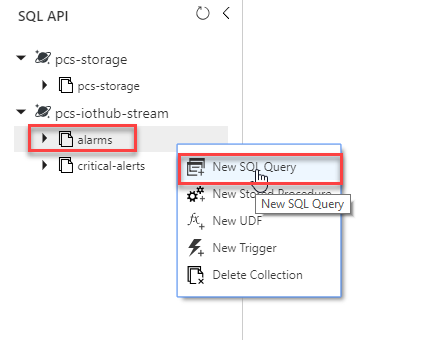 SQL API
pcs-storage
pcs-storage
pcs-iothub-stream
alarms
critical-alerts
New SQL Query
New Stored Procedure
New SQL Query
New UDF
New Trigger
Delete Collection